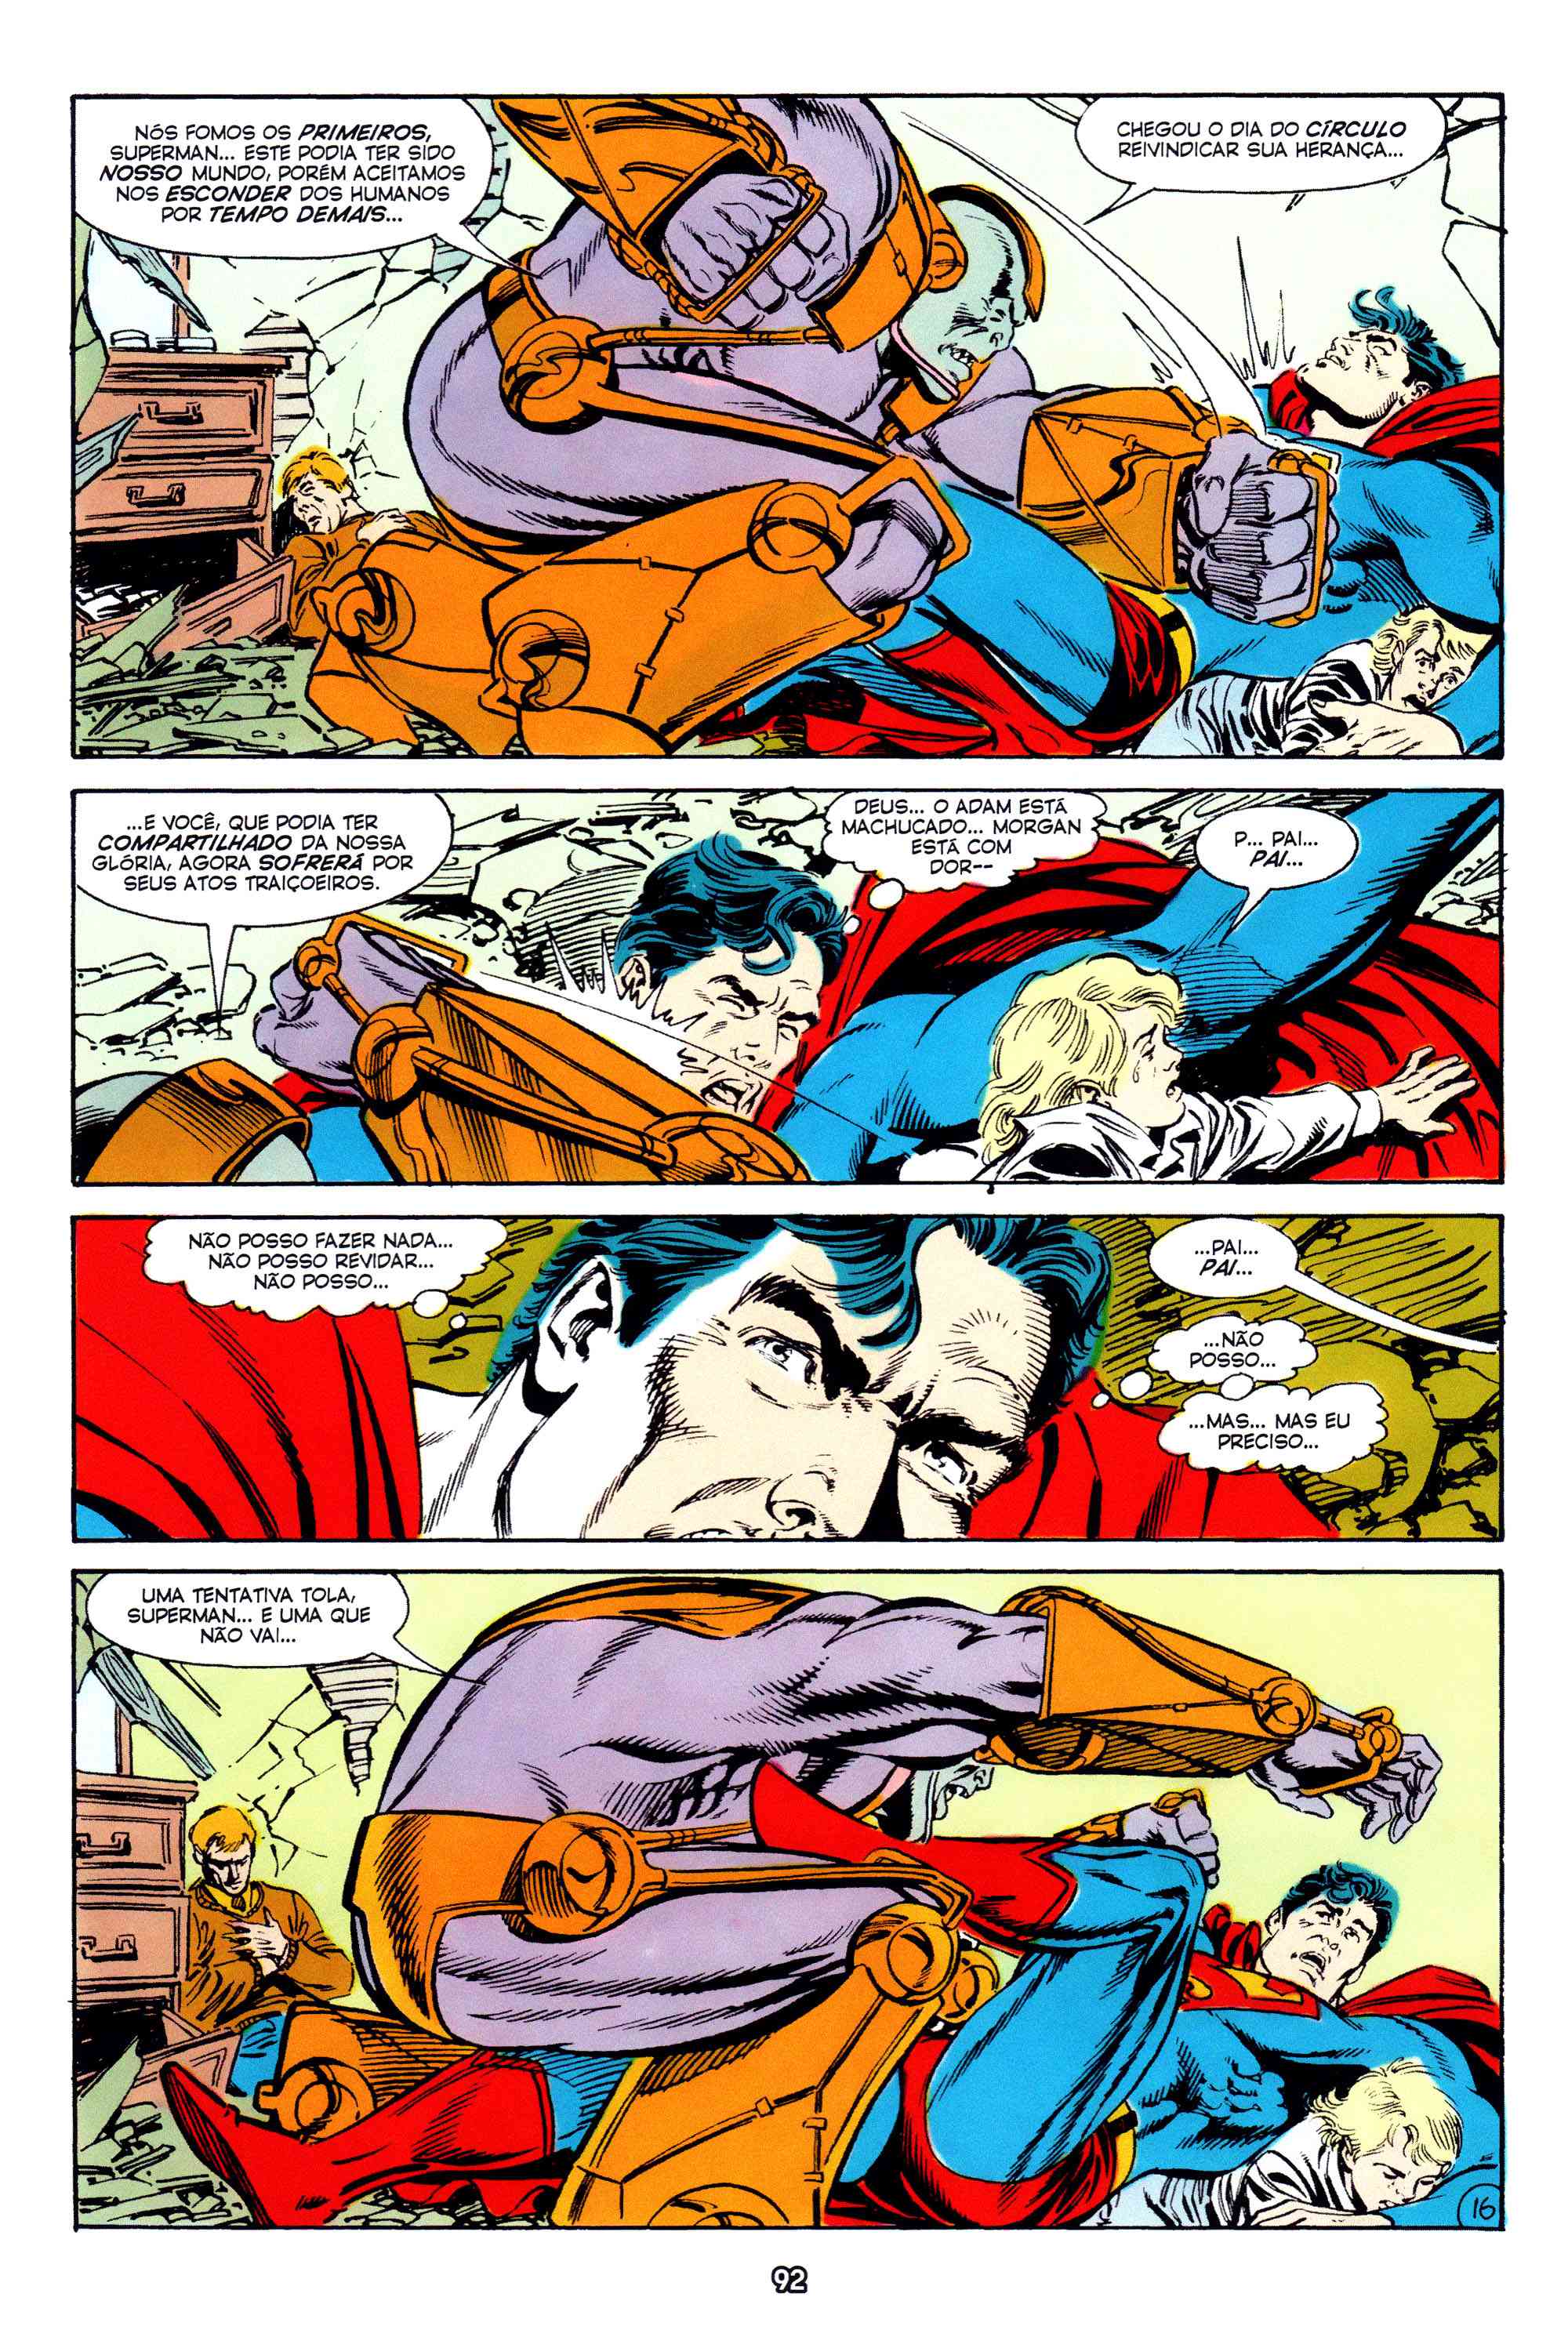 NÓS FOMOS OS PRIMEIROS,
SUPERMAN... ESTE PODIA TER SIDO
NOSSO MUNDO, PORÉM ACEITAMOS
NOS ESCONDER DOS HUMANOS
POR TEMPO DEMAIS...
CHEGOU O DIA DO CÍRCULO
REIVINDICAR SUA HERANÇA...
...E VOCÊ, QUE PODIA TER
COMPARTILHADO DA NOSSA
GLÓRIA, AGORA SOFRERÁ POR
SEUS ATOS TRAIÇOEIROS.
DEUS... O ADAM ESTÁ
MACHUCADO... MORGAN
ESTÁ COM
DOR--
P... PAI...
PAI...
NÃO POSSO FAZER NADA...
NÃO POSSO REVIDAR...
NÃO POSSO...
...PAI...
PAI...
...NÃO
POSSO...
...MAS... MAS EU
PRECISO...
UMA TENTATIVA TOLA,
SUPERMAN... E UMA QUE
NÃO VAI...
16
92